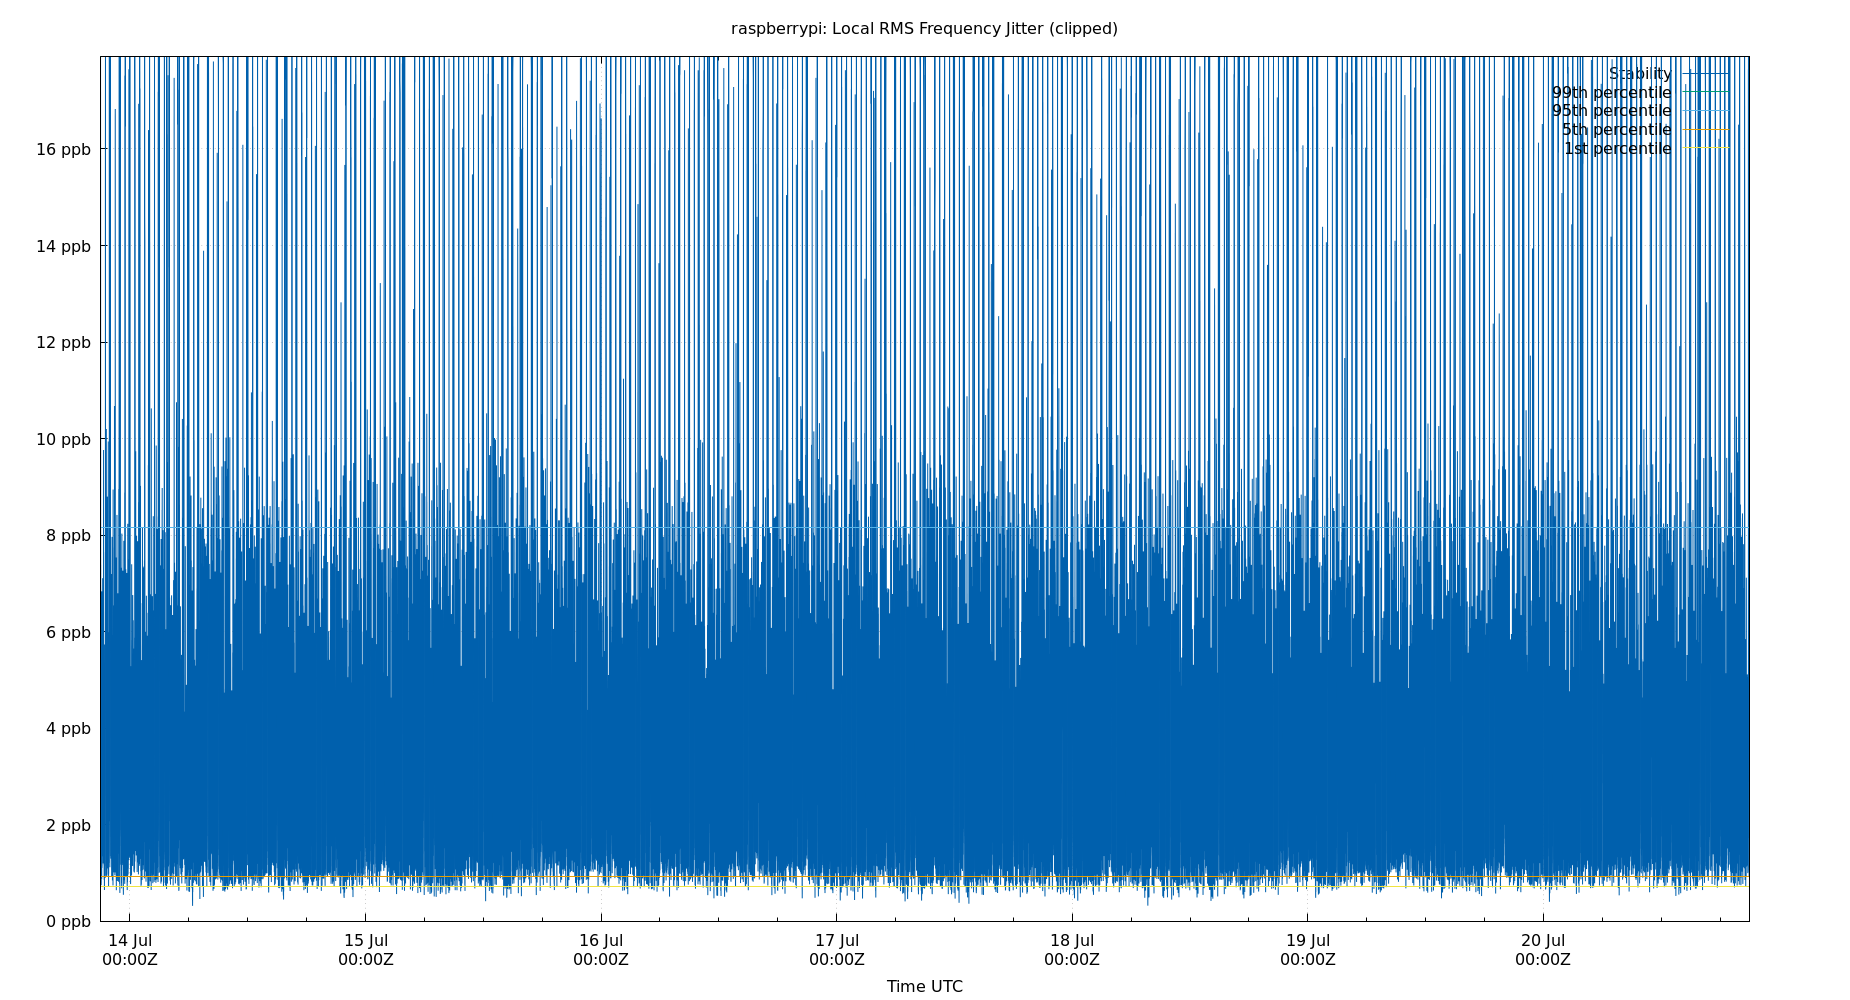 raspberrypi: Local RMS Frequency Jitter (clipped)
Stability
99th percentile
95th percentile
5th percentile
1st percentile
16 ppb
14 ppb
12 ppb
10 ppb
8 ppb
6 ppb
4 ppb
2 ppb
0 ppb
14 Jul 15 Jul 16 Jul 17 Jul 18 Jul 19 Jul 20 Jul
00:00Z 00:00Z 00:00Z 00:00Z 00:00Z 00:00Z 00:00Z
Time UTC